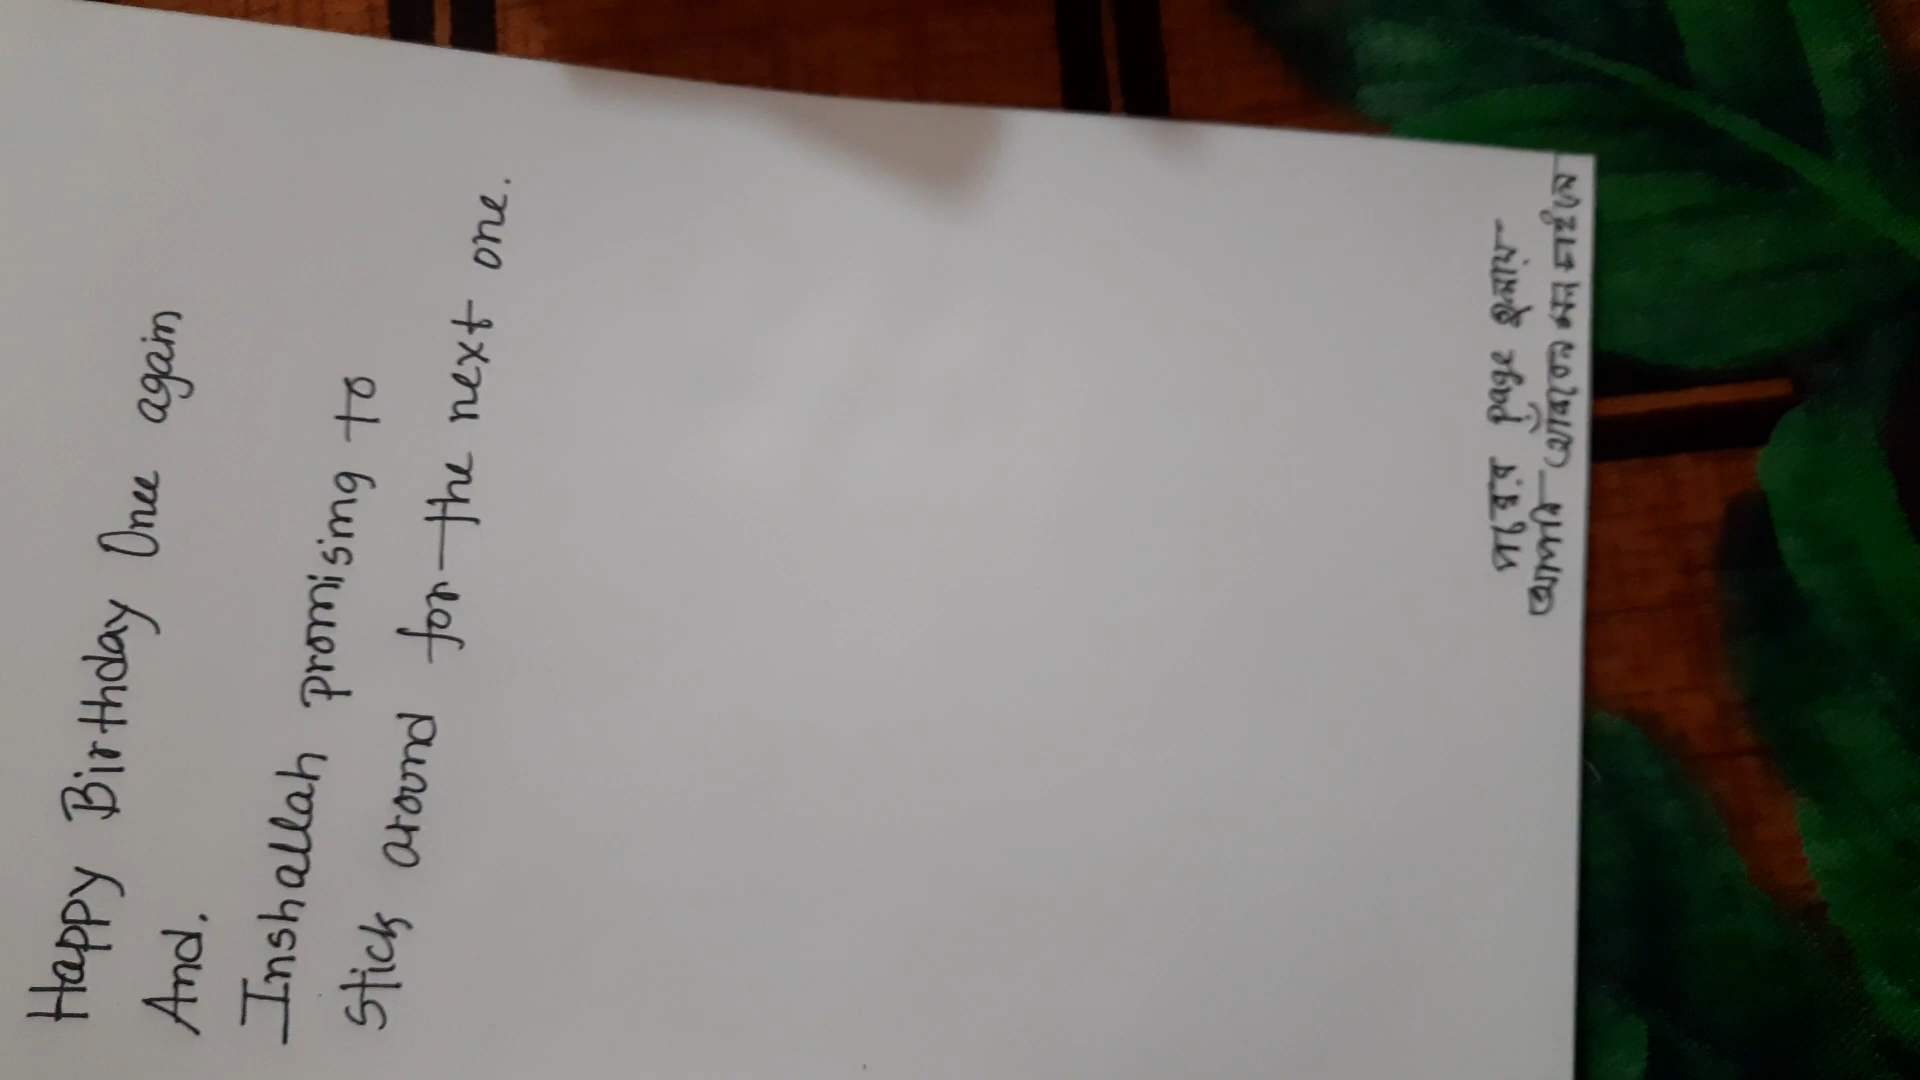 Happy Birthday Once again
And,
Inshallah promising to
Stick around for the next one.
page